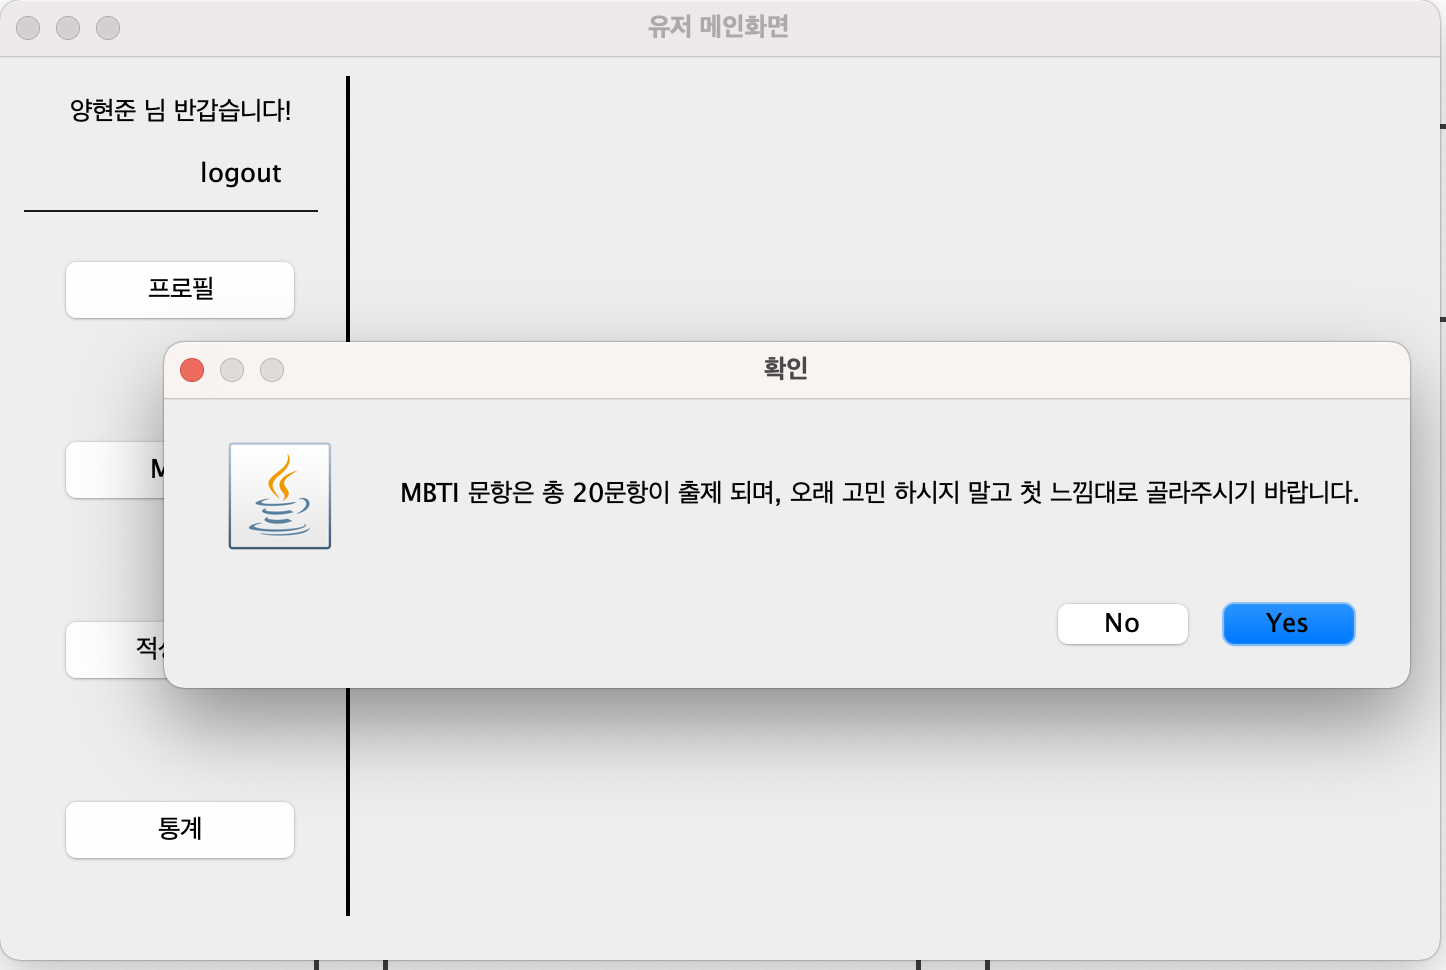 유저 메인화면
양현준 님 반갑습니다!
logout
프로필
확인
MBTI 문항은 총 20문항이 출제 되며, 오래 고민 하시지 말고 첫 느낌대로 골라주시기 바랍니다.
No
Yes
통계